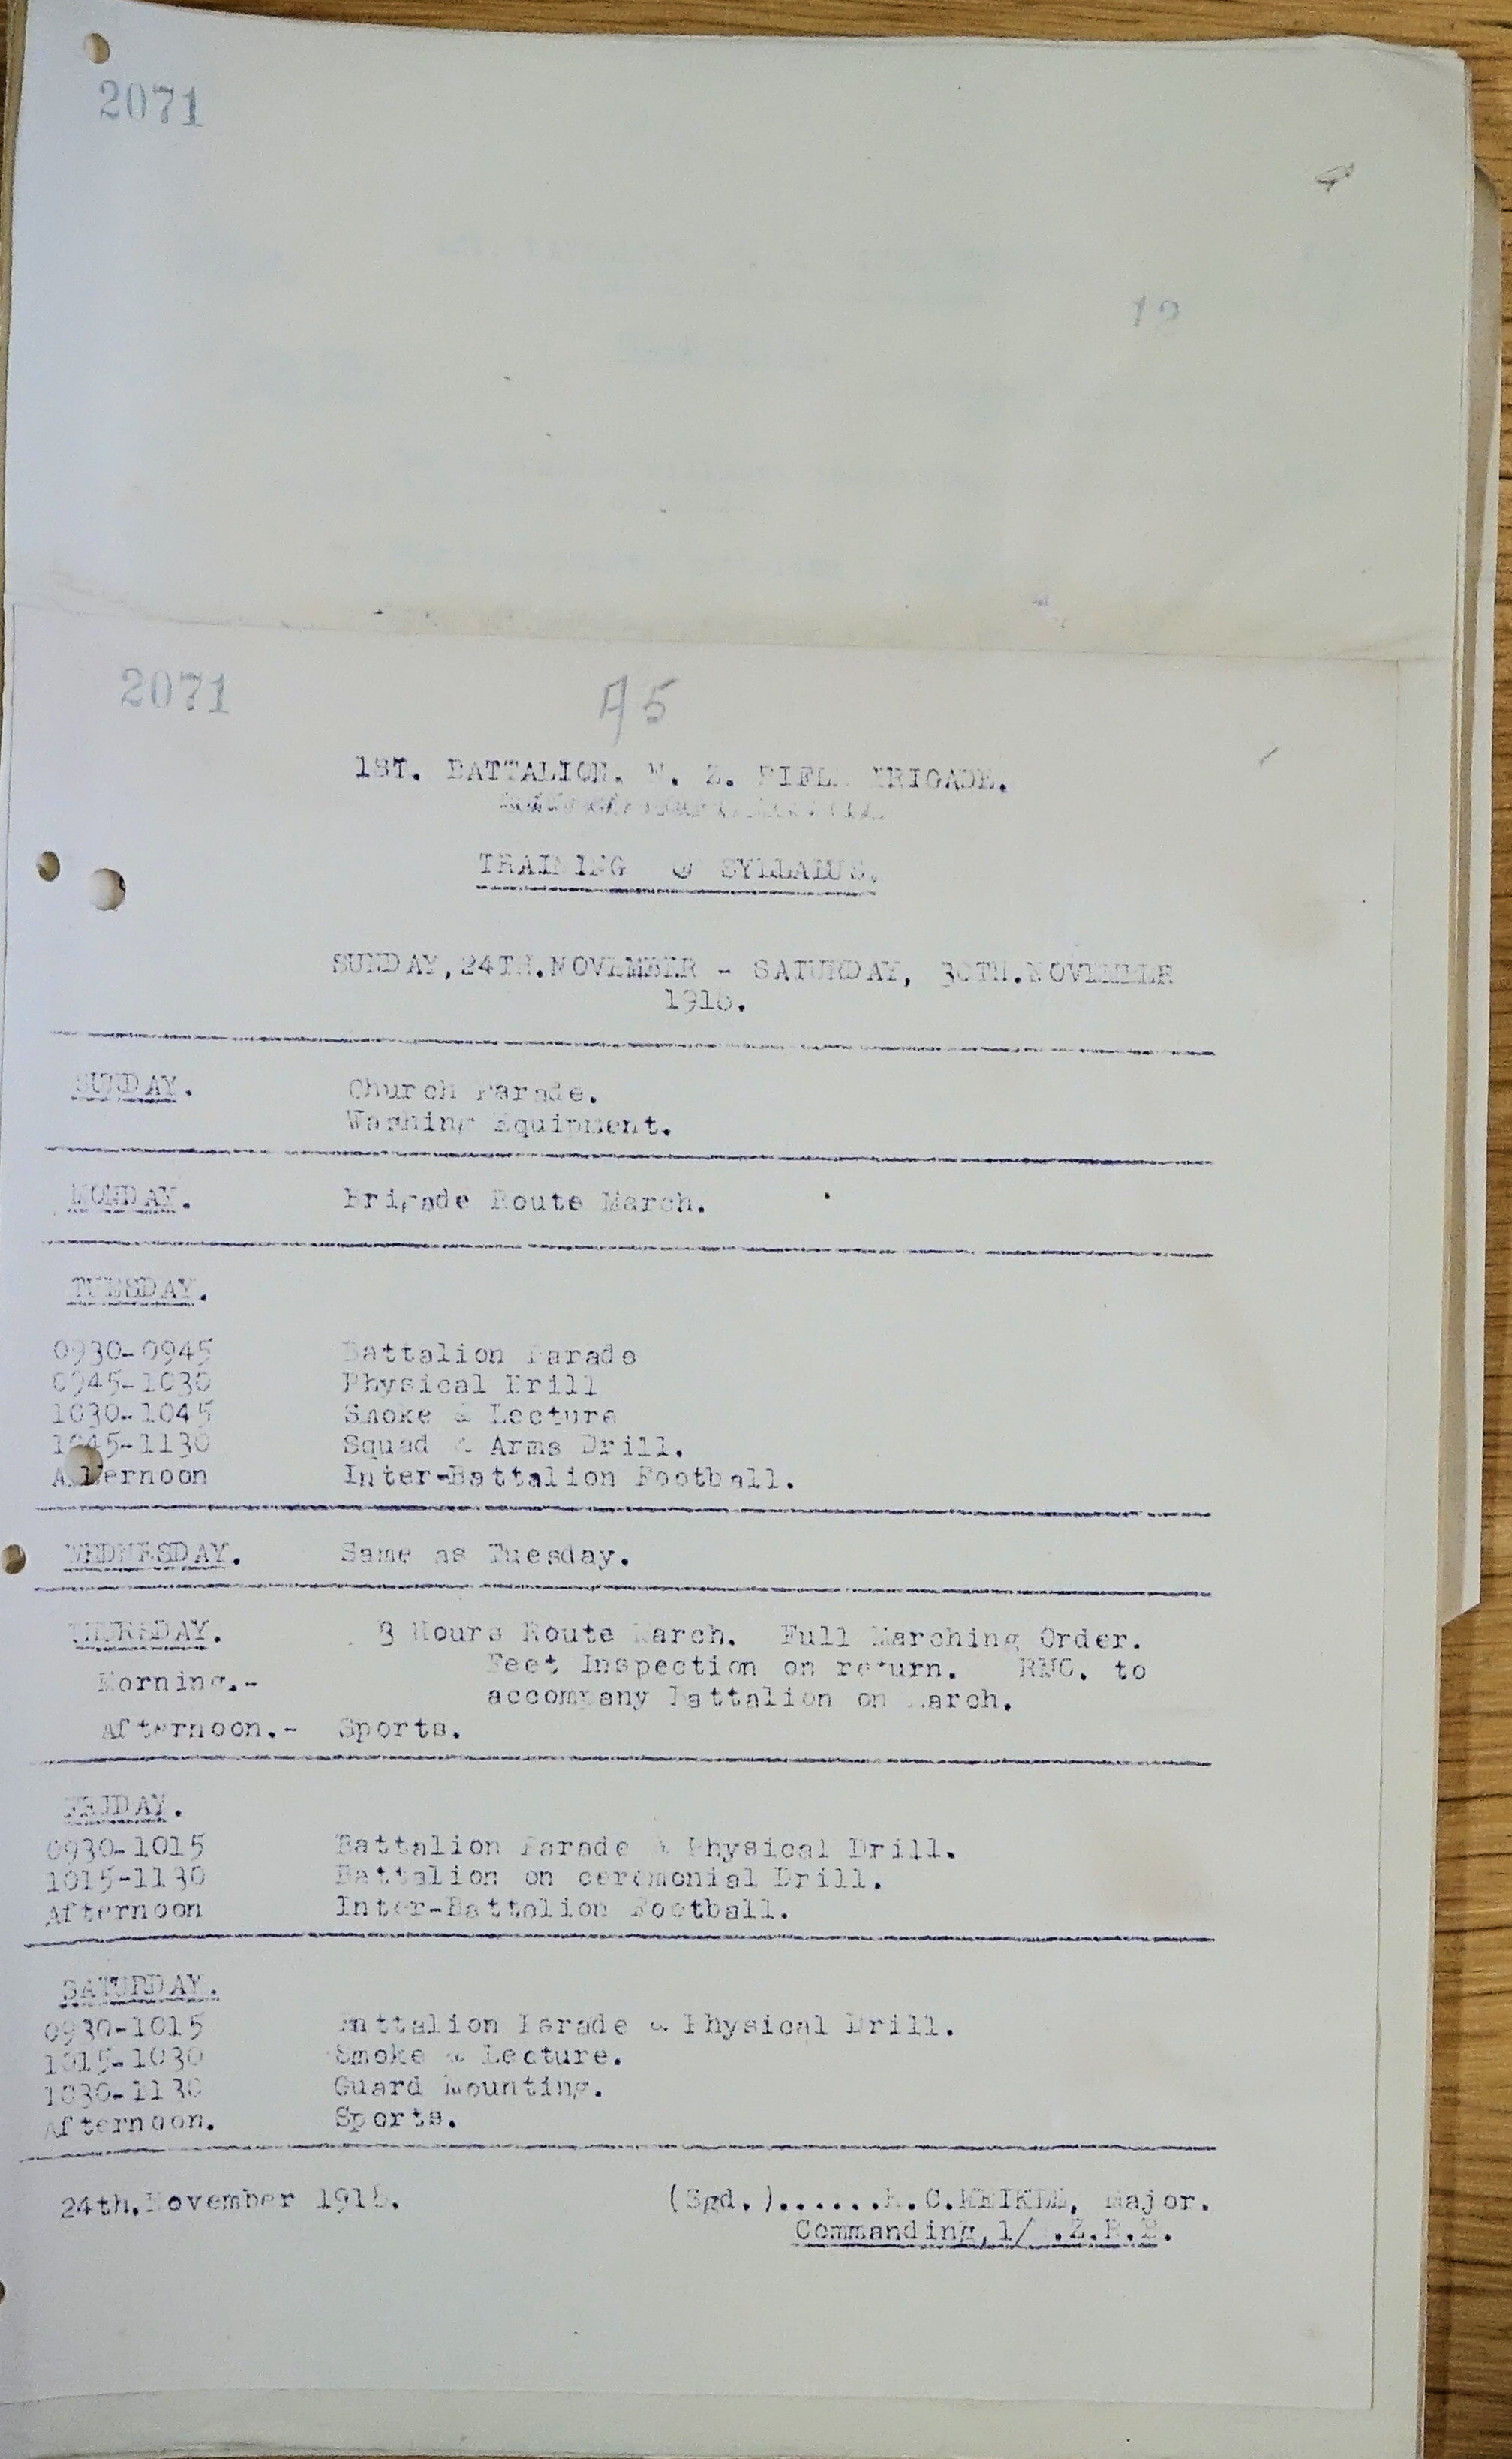 2071
12
2071
A5
1ST. BATTALION. N. Z. RIFLE BRIGADE.
TRAINING SYLLABUS.
SUNDAY, 24TH. NOVEMBER - SATURDAY, 30TH. NOVEMBER
1918.
SUNDAY. Church Parade.
Washing Equipment.
MONDAY. Brigade Route March.
TUESDAY.
0930-0945 Battalion Parade
0945-1030 Physical Drill
1030-1045 Smoke & Lecture
1045-1130 Squad & Arms Drill.
Afternoon Inter-Battalion Football.
WEDNESDAY. Same as Tuesday.
THURSDAY. 3 Hours Route March. Full Marching Order.
Morning.- Feet Inspection on return. RMO. to
accompany Battalion on March.
Afternoon.- Sports.
FRIDAY.
0930-1015 Battalion Parade & Physical Drill.
1015-1130 Battalion on ceremonial Drill.
Afternoon Inter-Battalion Football.
SATURDAY.
0930-1015 Battalion Parade & Physical Drill.
1015-1030 Smoke & Lecture.
1030-1130 Guard Mounting.
Afternoon. Sports.
24th. November 1918. (Sgd.)...... C. MEIKLE, Major.
Commanding, 1/N.Z.R.B.